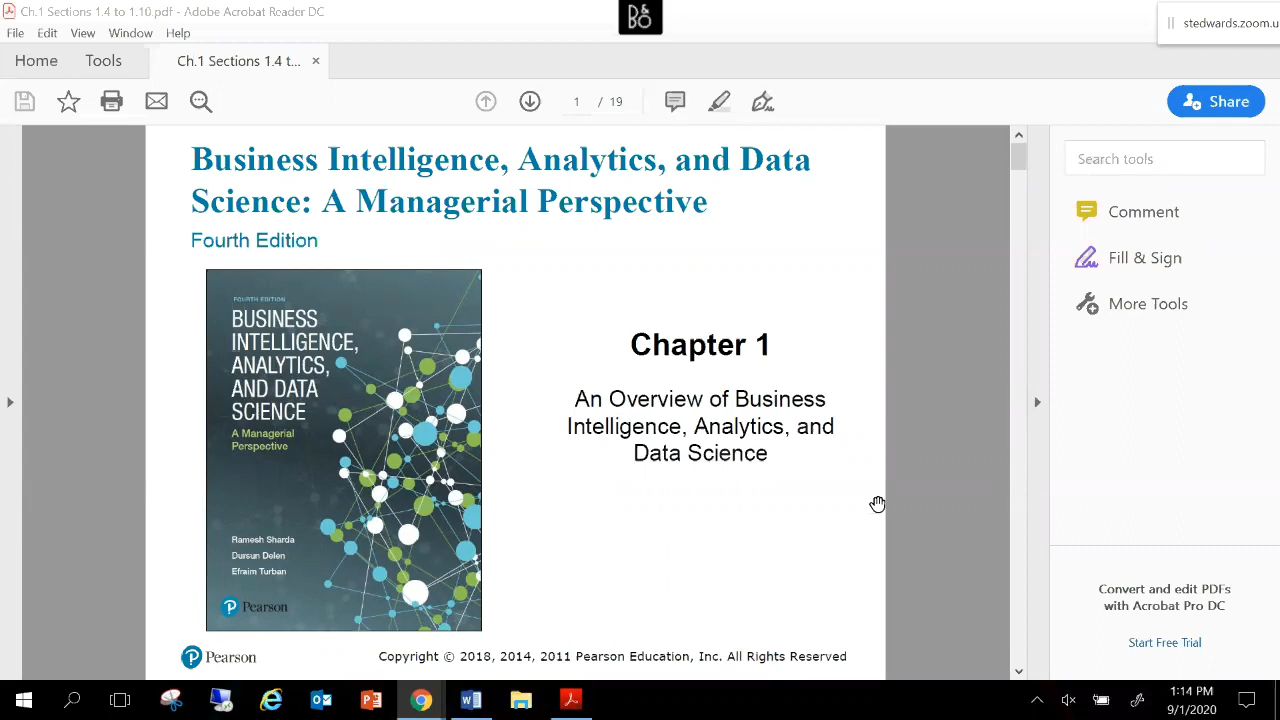 Ch.1 Sections 1.4 to 1.10.pdf - Adobe Acrobat Reader DC
B&O
stedwards.zoom.u
File Edit View Window Help
Home Tools Ch.1 Sections 1.4 t... ×
1 / 19
Share
Business Intelligence, Analytics, and Data
Science: A Managerial Perspective
Fourth Edition
FOURTH EDITION
BUSINESS
INTELLIGENCE,
ANALYTICS,
AND DATA
SCIENCE
A Managerial
Perspective
Ramesh Sharda
Dursun Delen
Efraim Turban
P Pearson
Chapter 1
An Overview of Business
Intelligence, Analytics, and
Data Science
P Pearson
Copyright © 2018, 2014, 2011 Pearson Education, Inc. All Rights Reserved
Search tools
Comment
Fill & Sign
More Tools
Convert and edit PDFs
with Acrobat Pro DC
Start Free Trial
1:14 PM
9/1/2020